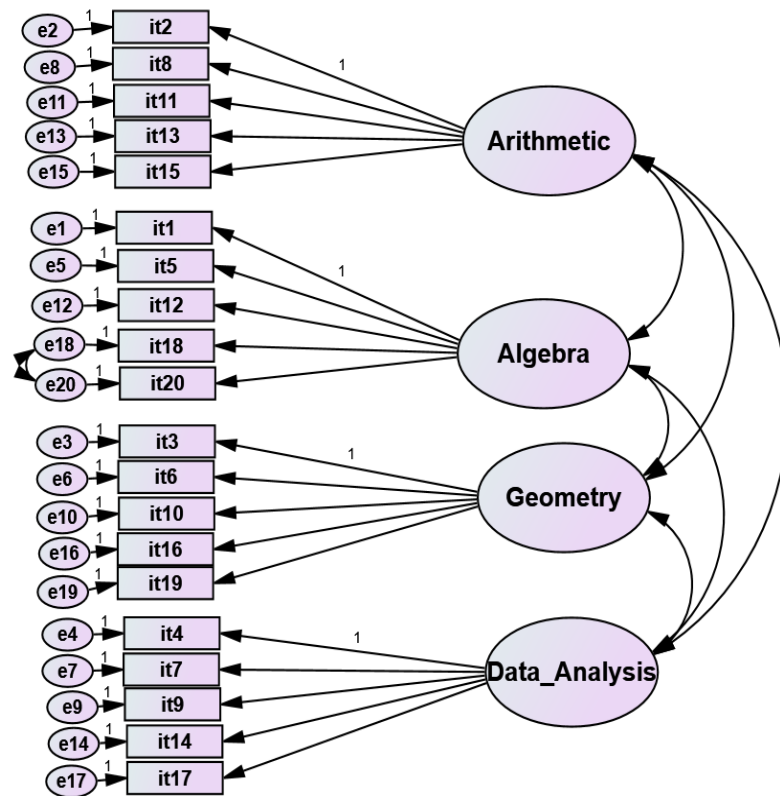 e2 1 it2
e8 1 it8
e11 1 it11
e13 1 it13
e15 1 it15
1
Arithmetic
e1 1 it1
e5 1 it5
e12 1 it12
e18 1 it18
e20 1 it20
1
Algebra
e3 1 it3
e6 1 it6
e10 1 it10
e16 1 it16
e19 1 it19
1
Geometry
e4 1 it4
e7 1 it7
e9 1 it9
e14 1 it14
e17 1 it17
1
Data_Analysis